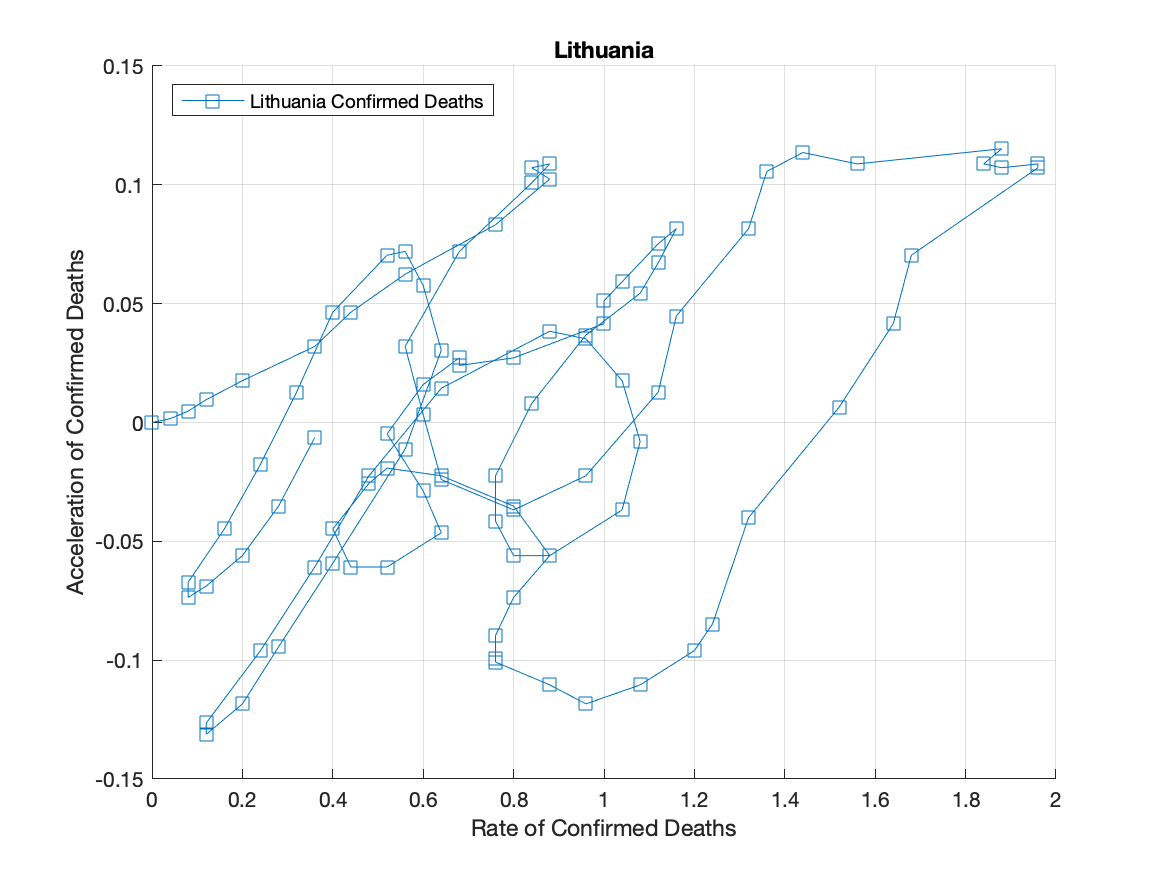 Lithuania
Lithuania Confirmed Deaths
0.15
0.1
0.05
0
-0.05
-0.1
-0.15
Acceleration of Confirmed Deaths
0 0.2 0.4 0.6 0.8 1 1.2 1.4 1.6 1.8 2
Rate of Confirmed Deaths